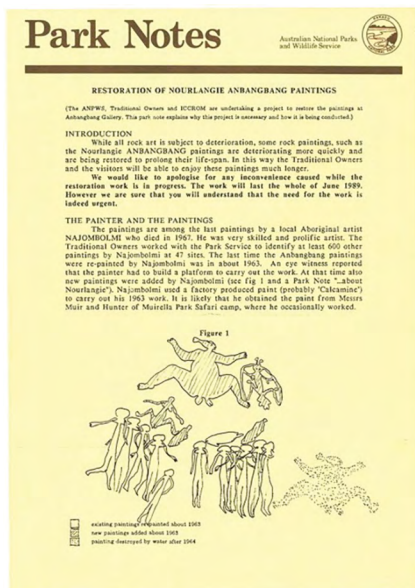 Park Notes
Australian National Parks
and Wildlife Service
RESTORATION OF NOURLANGIE ANBANGBANG PAINTINGS
(The ANPWS, Traditional Owners and ICCROM are undertaking a project to restore the paintings at
Anbangbang Gallery. This part note explains why this project is necessary and how it is being conducted.)
INTRODUCTION
While all rock art is subject to deterioration, some rock paintings, such as
the Nourlangie ANBANGBANG paintings are deteriorating more quickly and
are being restored to prolong their life-span. In this way the Traditional Owners
and the visitors will be able to enjoy these paintings much longer.
We would like to apologise for any inconvenience caused while the
restoration work is in progress. The work will last the whole of June 1989.
However we are sure that you will understand that the need for the work is
indeed urgent.
THE PAINTER AND THE PAINTINGS
The paintings are among the last paintings by a local Aboriginal artist
NAJOMBOLMI who died in 1967. He was very skilled and prolific artist. The
Traditional Owners worked with the Park Service to identify at least 600 other
paintings by Najombolmi at 47 sites. The last time the Anbangbang paintings
were re-painted by Najombolmi was in about 1963. An eye witness reported
that the painter had to build a platform to carry out the work. At that time also
new paintings were added by Najombolmi (see fig 1 and a Park Note "..about
Nourlangie"). Najombolmi used a factory produced paint (probably 'Calcamine')
to carry out his 1963 work. It is likely that he obtained the paint from Messrs
Muir and Hunter of Muirella Park Safari camp, where he occasionally worked.
Figure 1
existing paintings repainted about 1963
new paintings added about 1963
painting destroyed by water after 1964